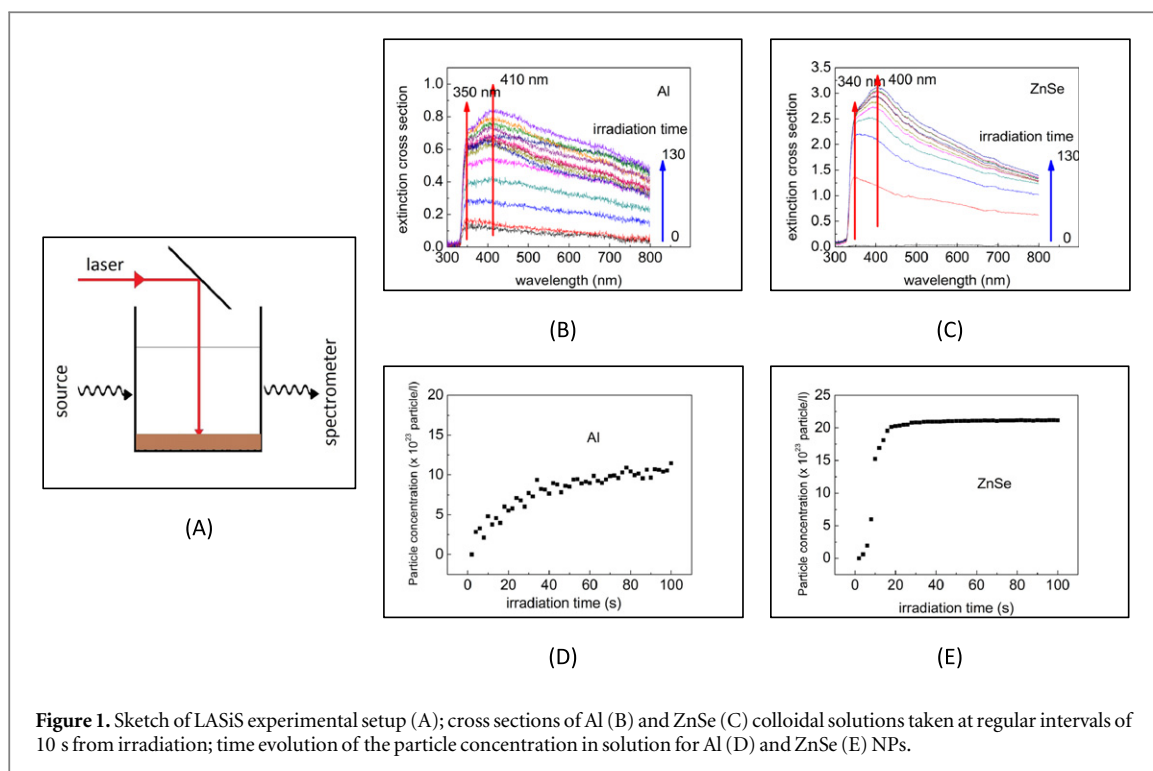 laser
source
spectrometer
(A)
extinction cross section
1.0
0.8
0.6
0.4
0.2
0.0
350 nm
410 nm
Al
irradiation time
130
0
300 400 500 600 700 800
wavelength (nm)
(B)
extinction cross section
3.5
3.0
2.5
2.0
1.5
1.0
0.5
0.0
340 nm
400 nm
ZnSe
irradiation time
130
0
300 400 500 600 700 800
wavelength (nm)
(C)
Particle concentration (x 10²³ particle/l)
20
15
10
5
0
Al
0 20 40 60 80 100
irradiation time (s)
(D)
Particle concentration (x 10²³ particle/l)
25
20
15
10
5
0
ZnSe
0 20 40 60 80 100
irradiation time (s)
(E)
Figure 1. Sketch of LASiS experimental setup (A); cross sections of Al (B) and ZnSe (C) colloidal solutions taken at regular intervals of
10 s from irradiation; time evolution of the particle concentration in solution for Al (D) and ZnSe (E) NPs.